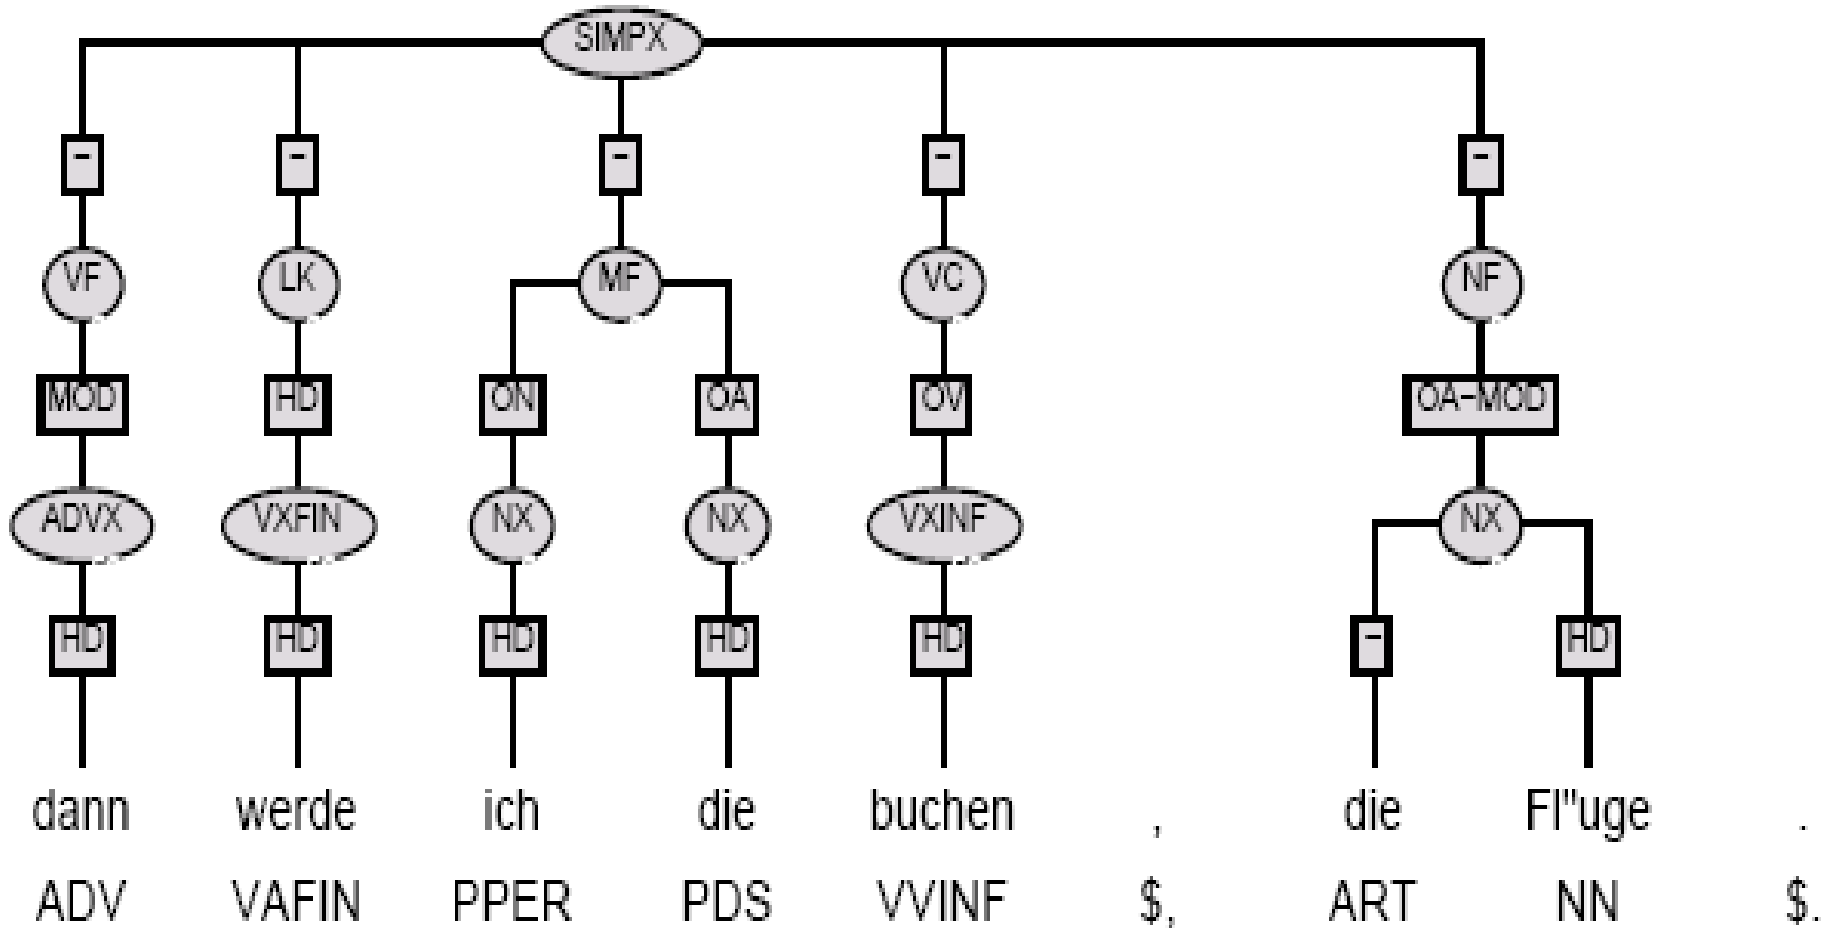 SIMPX
- - - - -
VF LK MF VC NF
MOD HD ON OA OV OA-MOD
ADVX VXFIN NX NX VXINF NX
HD HD HD HD HD - HD
dann werde ich die buchen , die Fl"uge .
ADV VAFIN PPER PDS VVINF $, ART NN $.